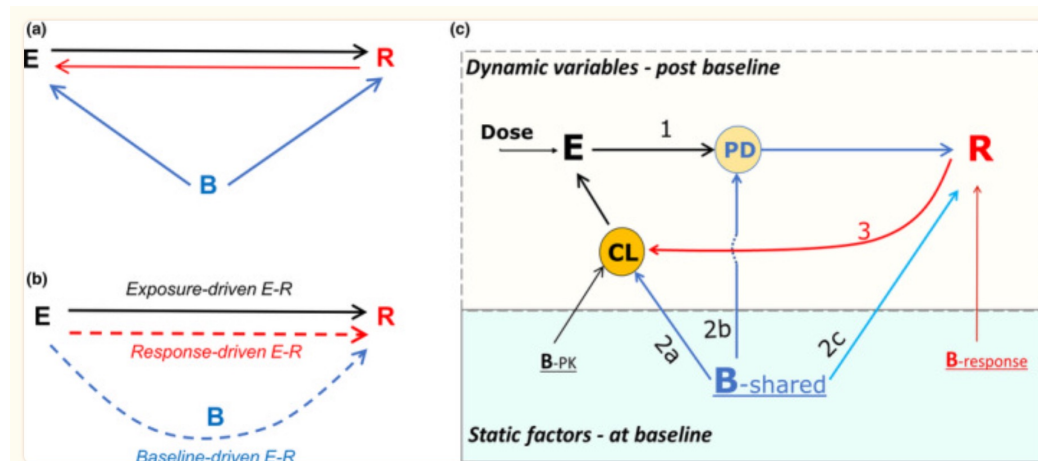 (a)
E
R
B
(b)
Exposure-driven E-R
E
R
Response-driven E-R
B
Baseline-driven E-R
(c)
Dynamic variables - post baseline
Dose
E
1
PD
R
3
CL
2a
2b
2c
B-PK
B-shared
B-response
Static factors - at baseline